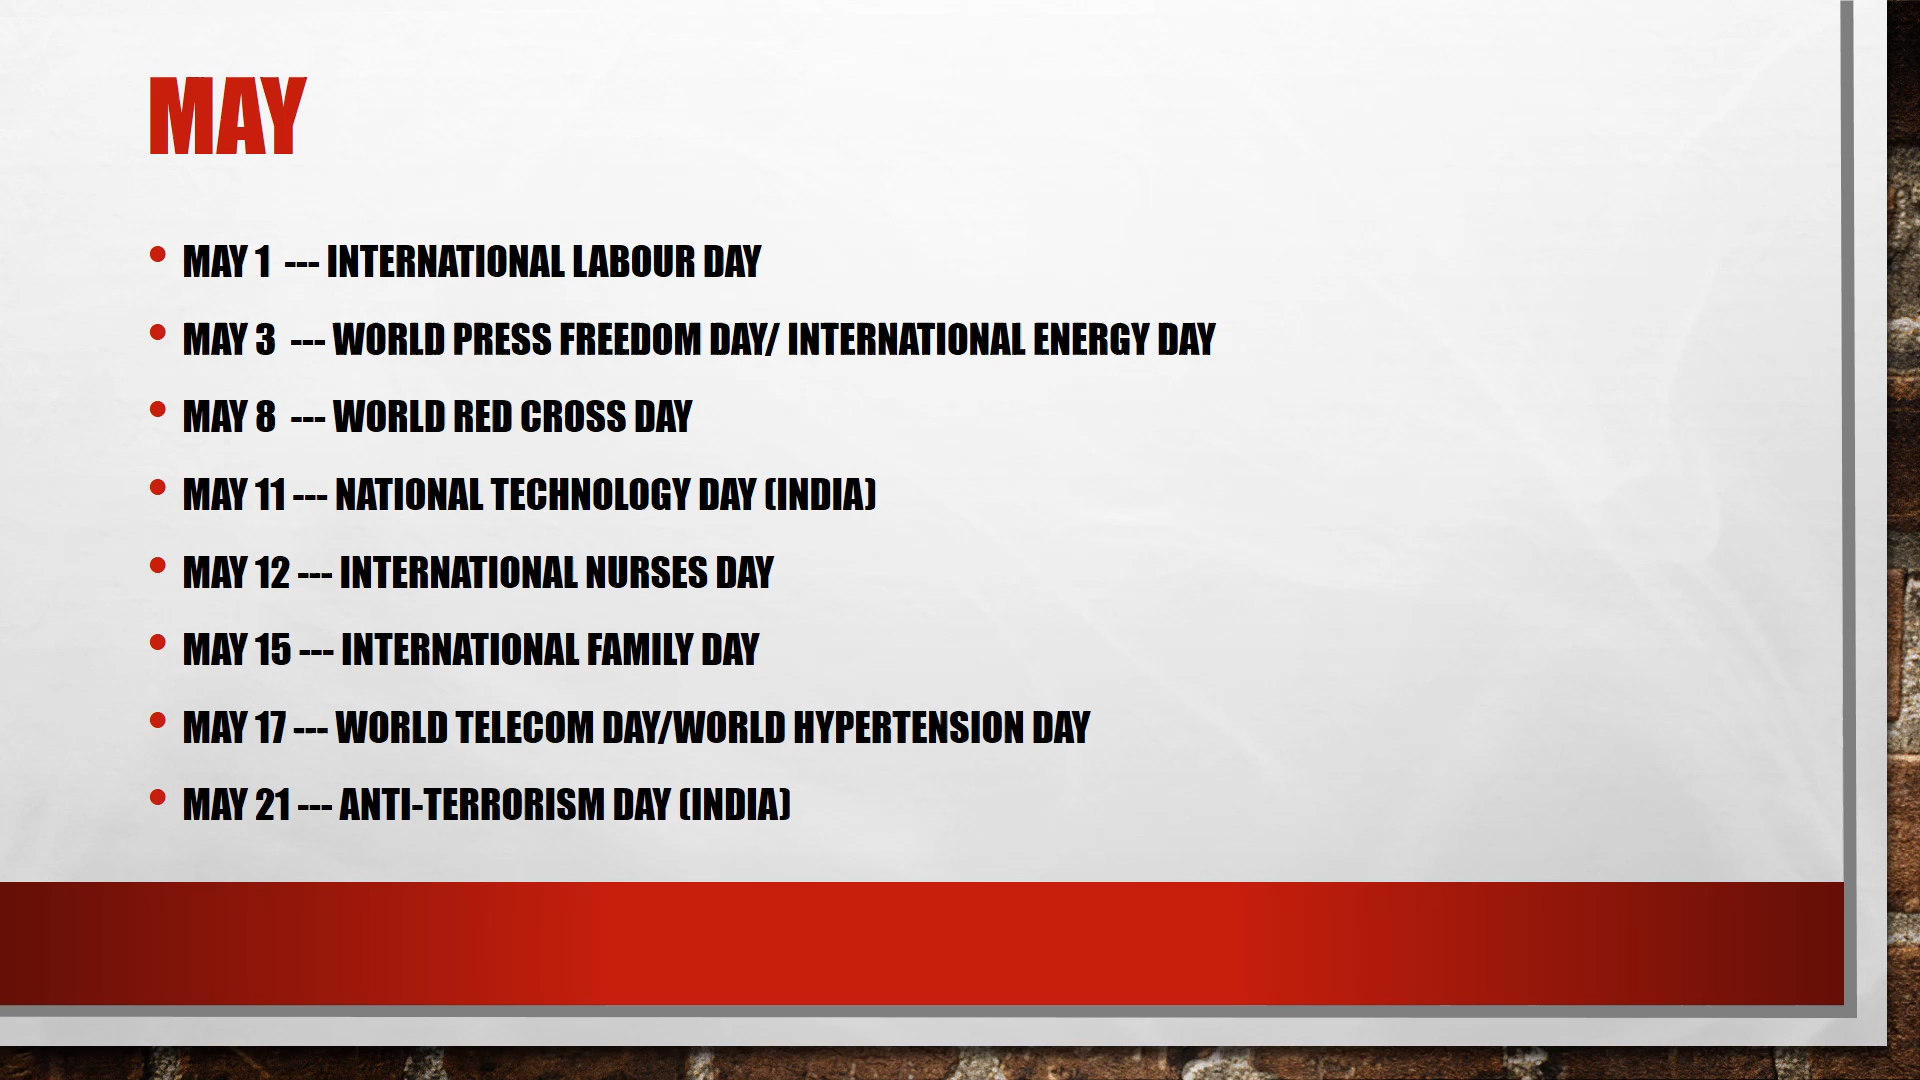 MAY
• MAY 1 --- INTERNATIONAL LABOUR DAY
• MAY 3 --- WORLD PRESS FREEDOM DAY/ INTERNATIONAL ENERGY DAY
• MAY 8 --- WORLD RED CROSS DAY
• MAY 11 --- NATIONAL TECHNOLOGY DAY (INDIA)
• MAY 12 --- INTERNATIONAL NURSES DAY
• MAY 15 --- INTERNATIONAL FAMILY DAY
• MAY 17 --- WORLD TELECOM DAY/WORLD HYPERTENSION DAY
• MAY 21 --- ANTI-TERRORISM DAY (INDIA)